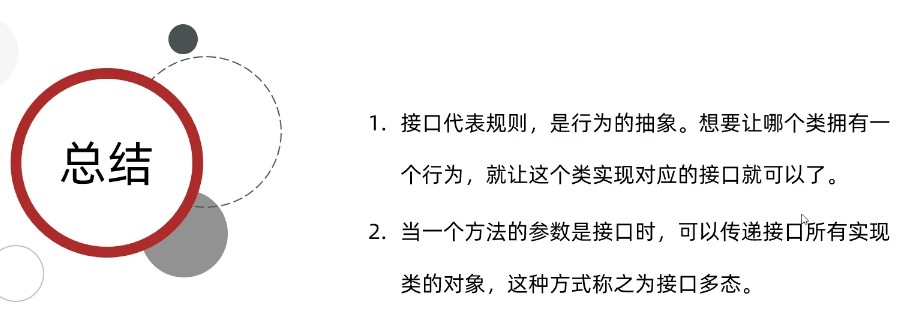 总结
1. 接口代表规则，是行为的抽象。想要让哪个类拥有一
个行为，就让这个类实现对应的接口就可以了。
2. 当一个方法的参数是接口时，可以传递接口所有实现
类的对象，这种方式称之为接口多态。